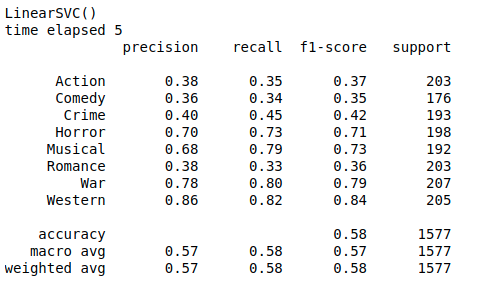 LinearSVC()
time elapsed 5
precision recall f1-score support
Action 0.38 0.35 0.37 203
Comedy 0.36 0.34 0.35 176
Crime 0.40 0.45 0.42 193
Horror 0.70 0.73 0.71 198
Musical 0.68 0.79 0.73 192
Romance 0.38 0.33 0.36 203
War 0.78 0.80 0.79 207
Western 0.86 0.82 0.84 205
accuracy 0.58 1577
macro avg 0.57 0.58 0.57 1577
weighted avg 0.57 0.58 0.58 1577